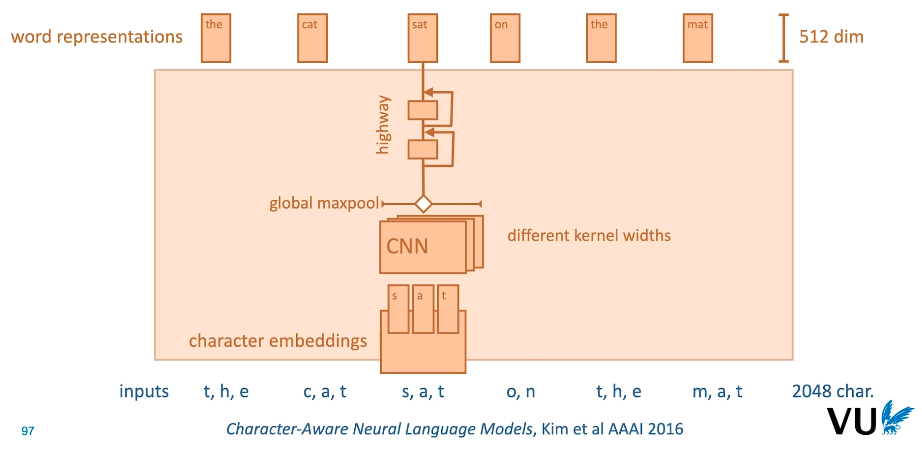 word representations the cat sat on the mat 512 dim
highway
global maxpool
CNN different kernel widths
s a t
character embeddings
inputs t, h, e c, a, t s, a, t o, n t, h, e m, a, t 2048 char.
97 Character-Aware Neural Language Models, Kim et al AAAI 2016 VU